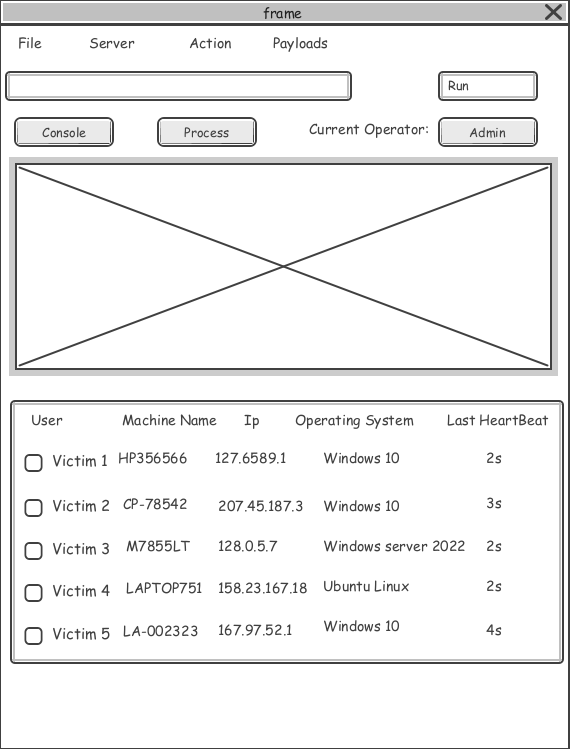 frame
File Server Action Payloads
Run
Console Process Current Operator: Admin
User Machine Name Ip Operating System Last HeartBeat
Victim 1 HP356566 127.6589.1 Windows 10 2s
Victim 2 CP-78542 207.45.187.3 Windows 10 3s
Victim 3 M7855LT 128.0.5.7 Windows server 2022 2s
Victim 4 LAPTOP751 158.23.167.18 Ubuntu Linux 2s
Victim 5 LA-002323 167.97.52.1 Windows 10 4s